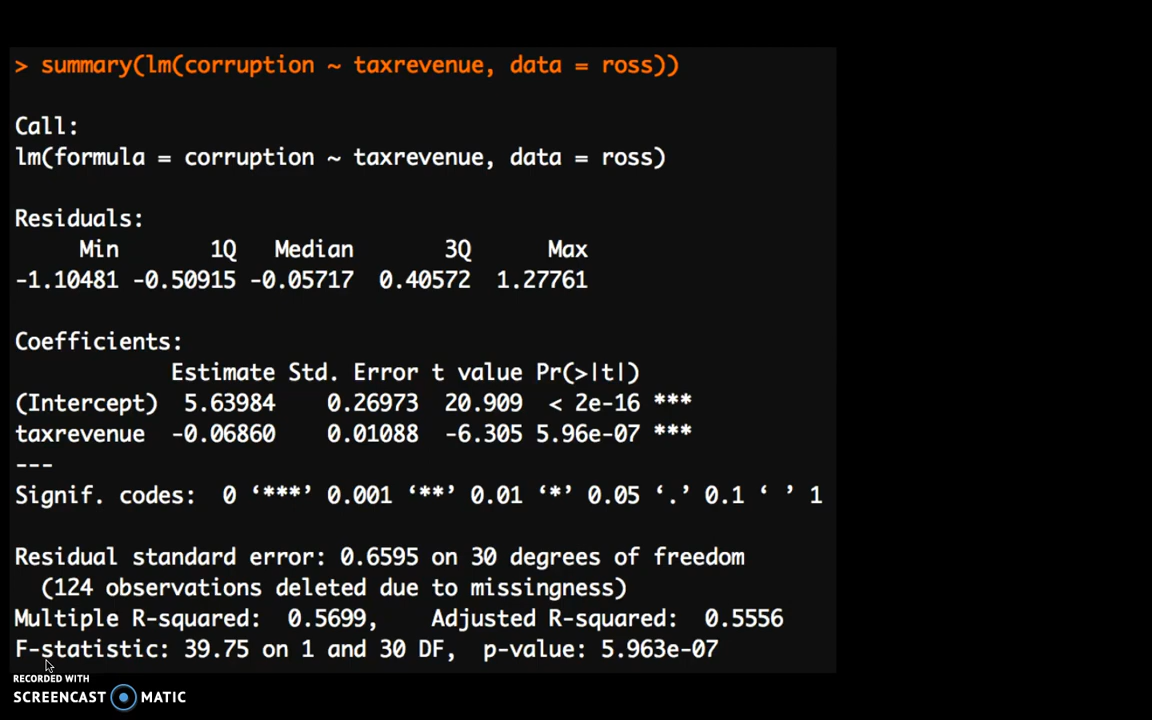 > summary(lm(corruption ~ taxrevenue, data = ross))
Call:
lm(formula = corruption ~ taxrevenue, data = ross)
Residuals:
Min 1Q Median 3Q Max
-1.10481 -0.50915 -0.05717 0.40572 1.27761
Coefficients:
Estimate Std. Error t value Pr(>|t|)
(Intercept) 5.63984 0.26973 20.909 < 2e-16 ***
taxrevenue -0.06860 0.01088 -6.305 5.96e-07 ***
---
Signif. codes: 0 ‘***’ 0.001 ‘**’ 0.01 ‘*’ 0.05 ‘.’ 0.1 ‘ ’ 1
Residual standard error: 0.6595 on 30 degrees of freedom
(124 observations deleted due to missingness)
Multiple R-squared: 0.5699, Adjusted R-squared: 0.5556
F-statistic: 39.75 on 1 and 30 DF, p-value: 5.963e-07
RECORDED WITH
SCREENCAST MATIC